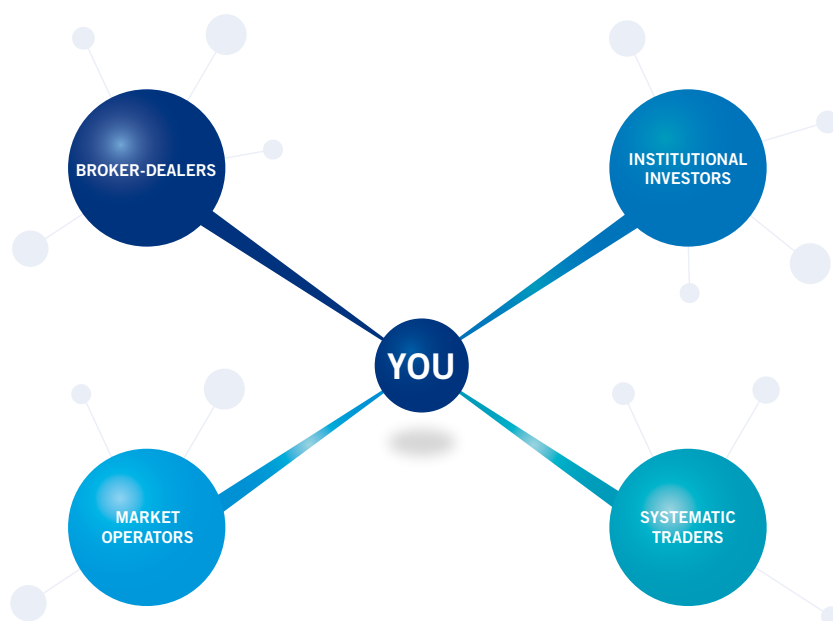 BROKER-DEALERS
INSTITUTIONAL
INVESTORS
YOU
MARKET
OPERATORS
SYSTEMATIC
TRADERS